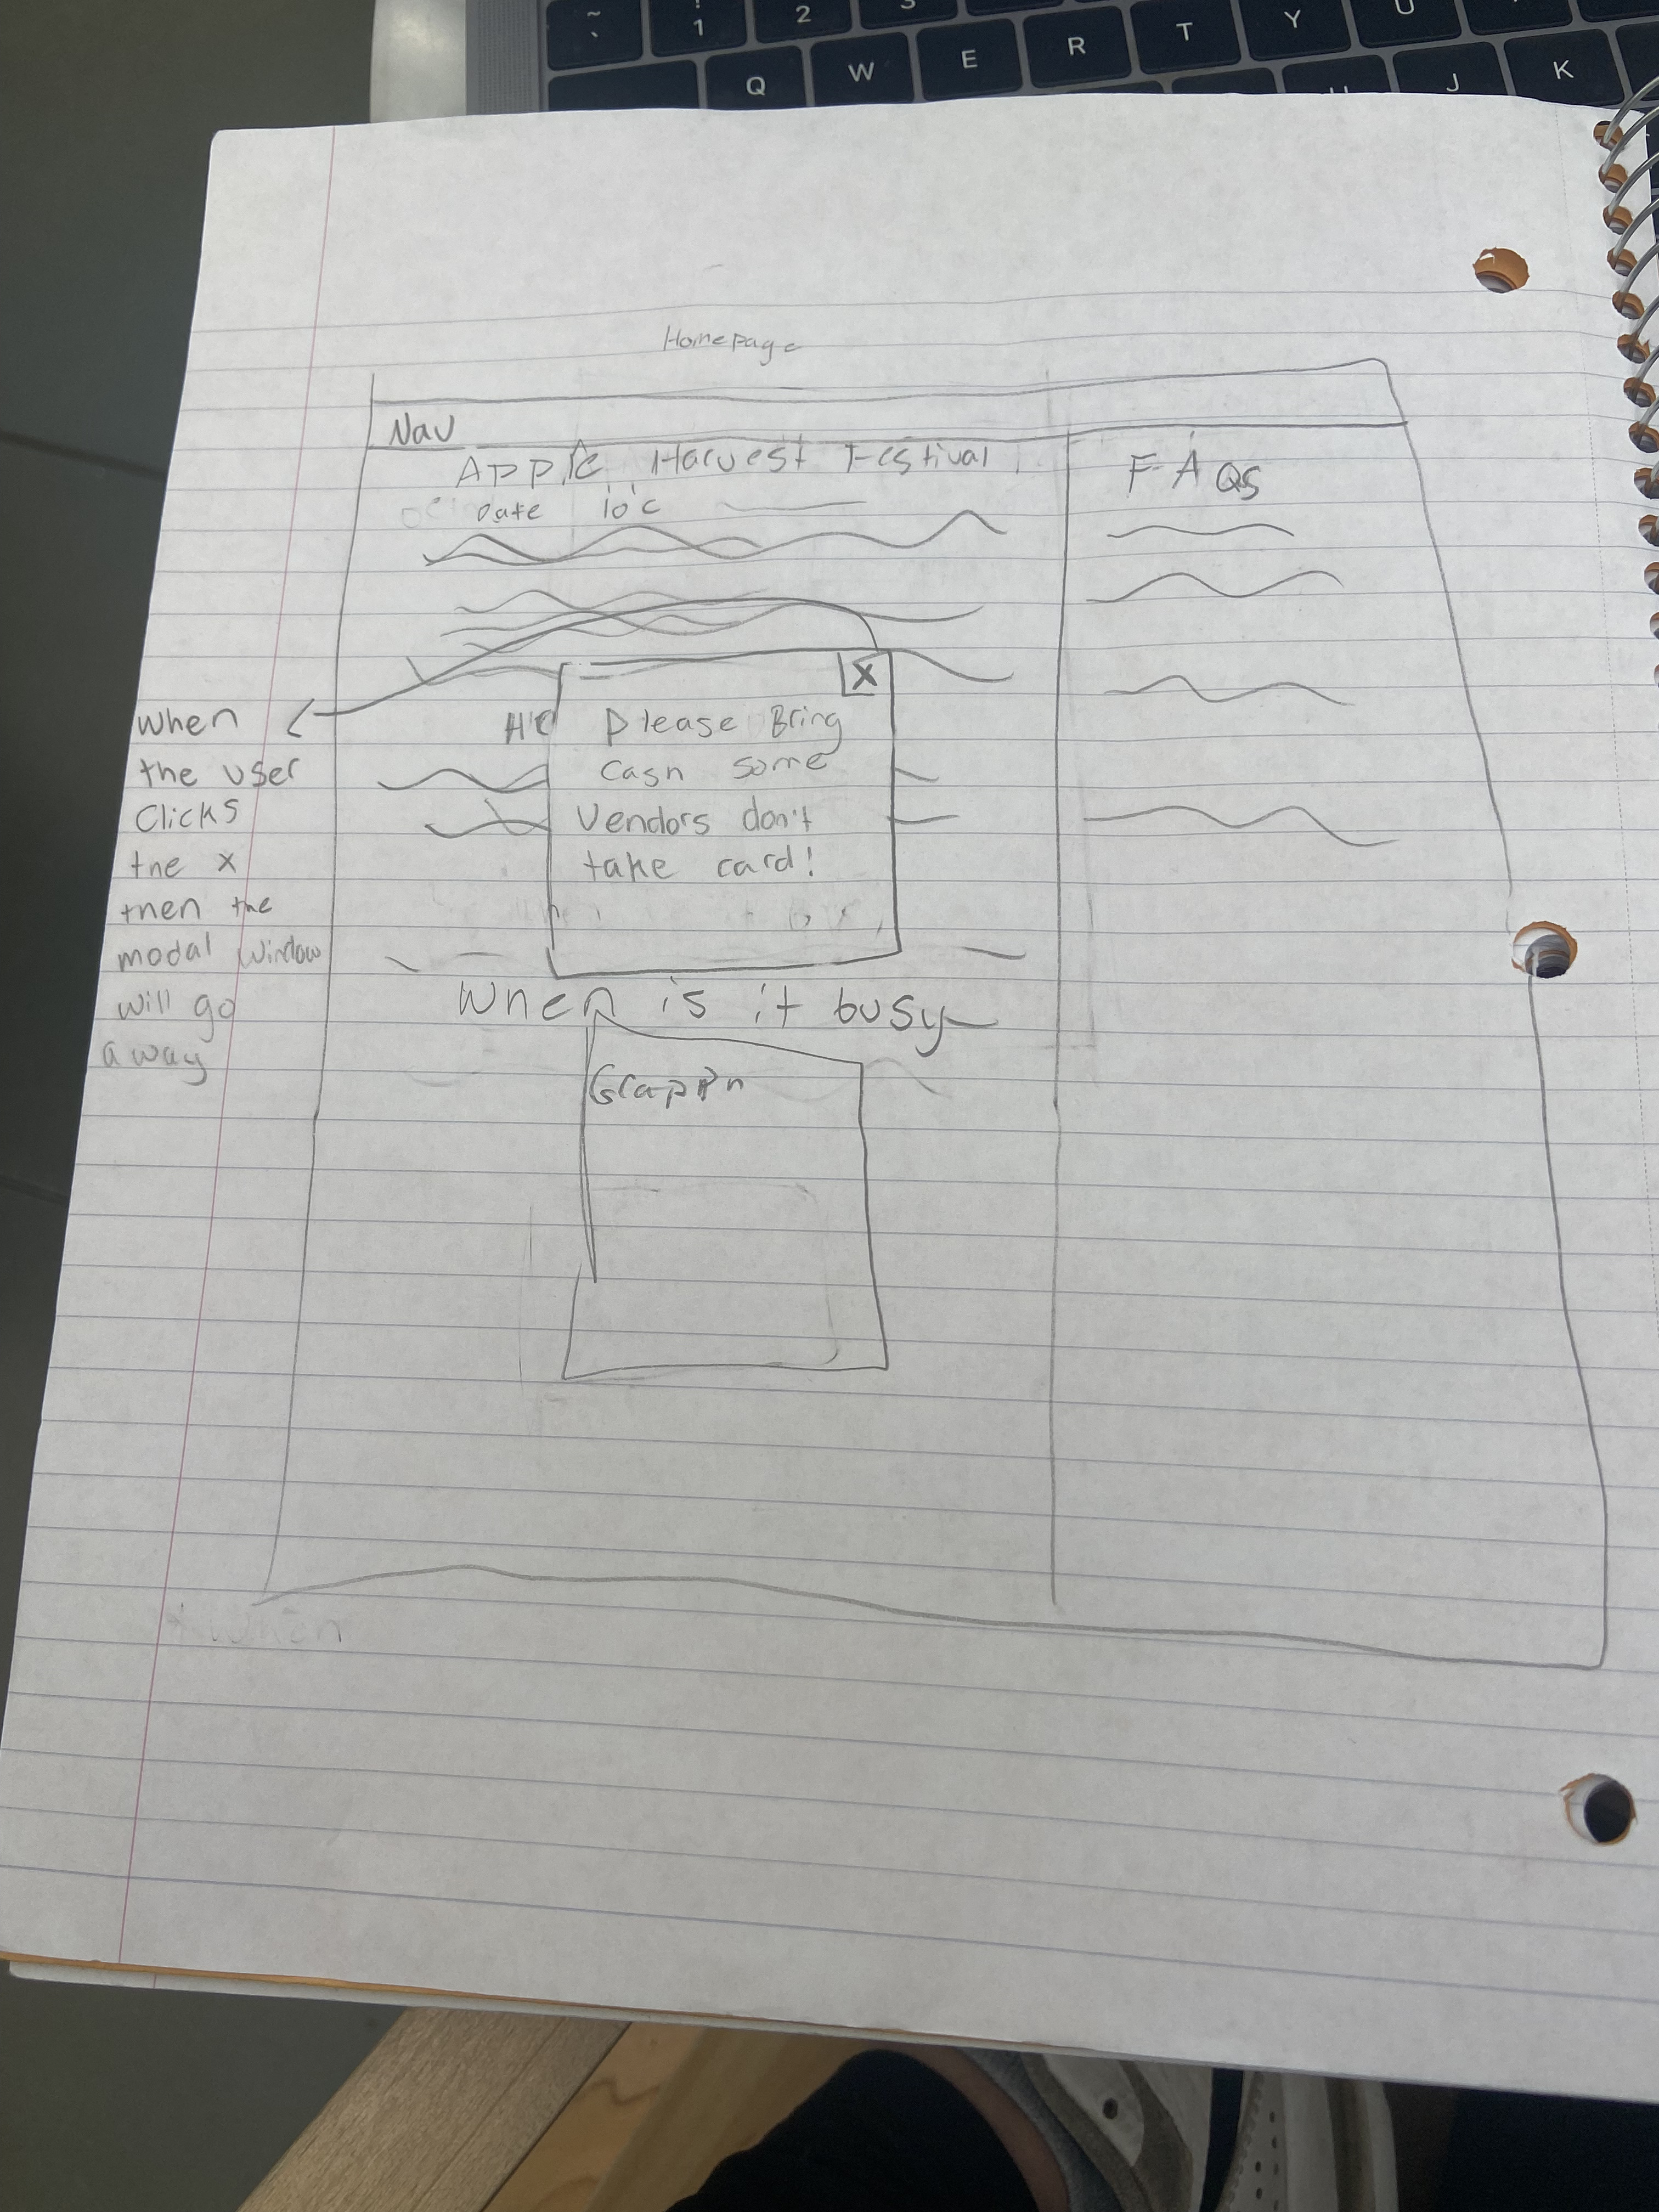 ~
`
!
1
2
3
Q
W
E
R
T
Y
U
J
K
Homepage
Nav
Apple Harvest Festival
FAQs
Date loc
X
Please Bring
Cash some
Vendors don't
take card!
When
the user
Clicks
the x
then the
modal window
will go
away
When is it busy
Graph
When